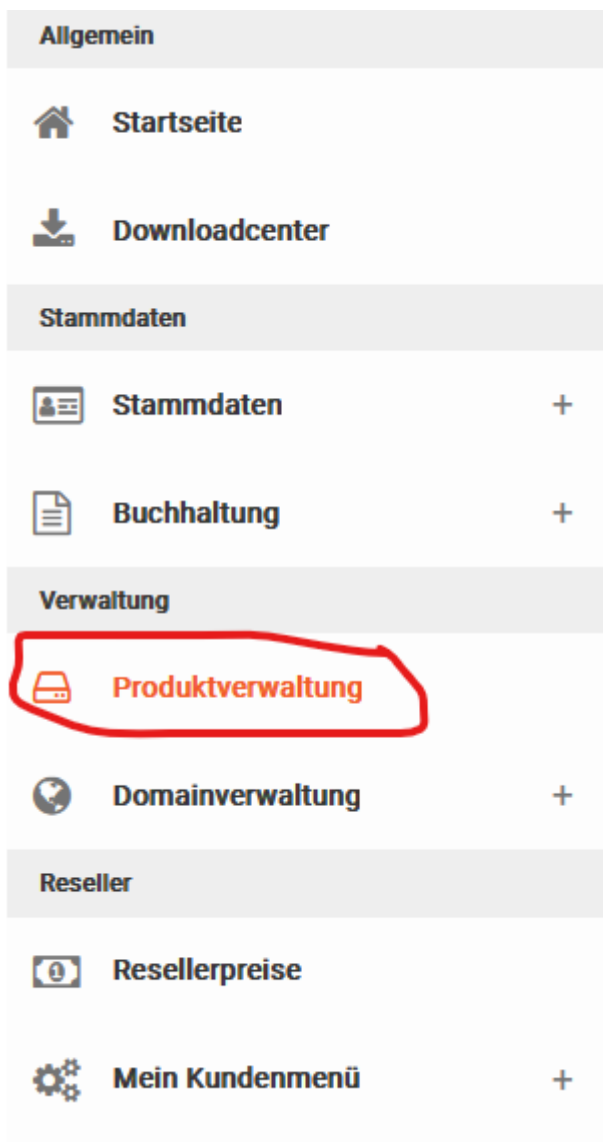 Allgemein
Startseite
Downloadcenter
Stammdaten
Stammdaten +
Buchhaltung +
Verwaltung
Produktverwaltung
Domainverwaltung +
Reseller
Resellerpreise
Mein Kundenmenü +